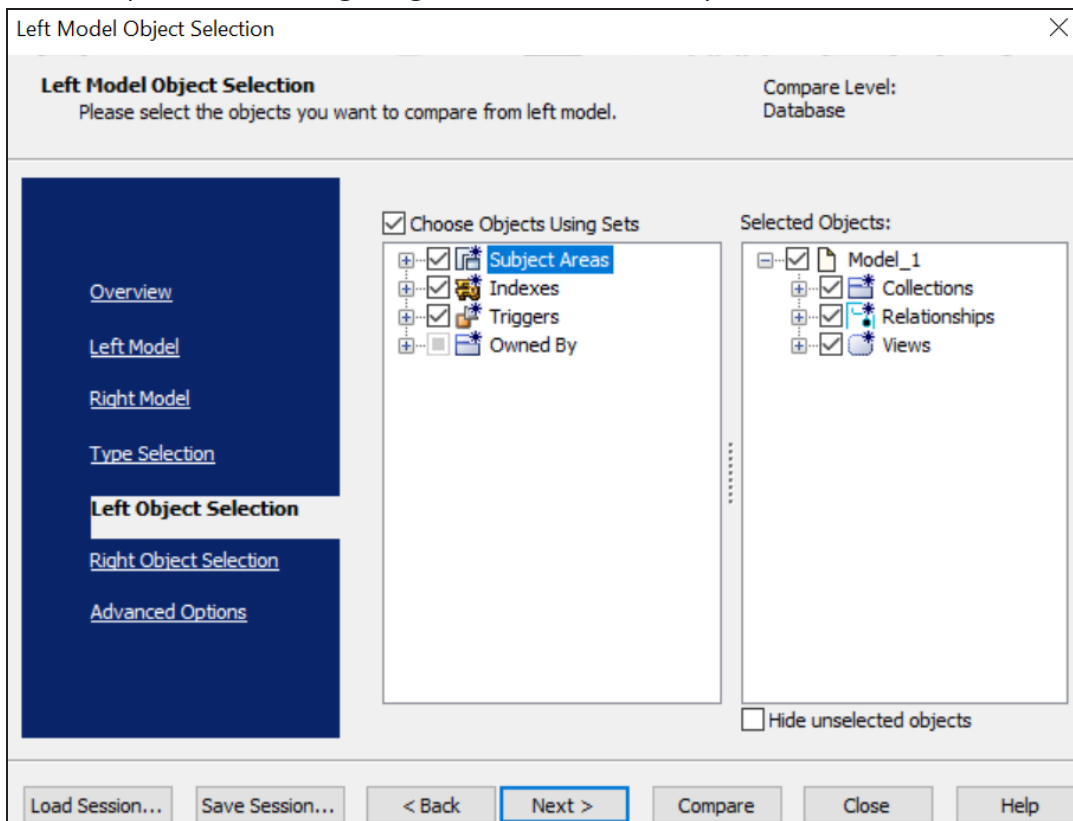 Left Model Object Selection
Left Model Object Selection
Please select the objects you want to compare from left model.
Compare Level:
Database
Overview
Left Model
Right Model
Type Selection
Left Object Selection
Right Object Selection
Advanced Options
Choose Objects Using Sets
Subject Areas
Indexes
Triggers
Owned By
Selected Objects:
Model_1
Collections
Relationships
Views
Hide unselected objects
Load Session...
Save Session...
< Back
Next >
Compare
Close
Help